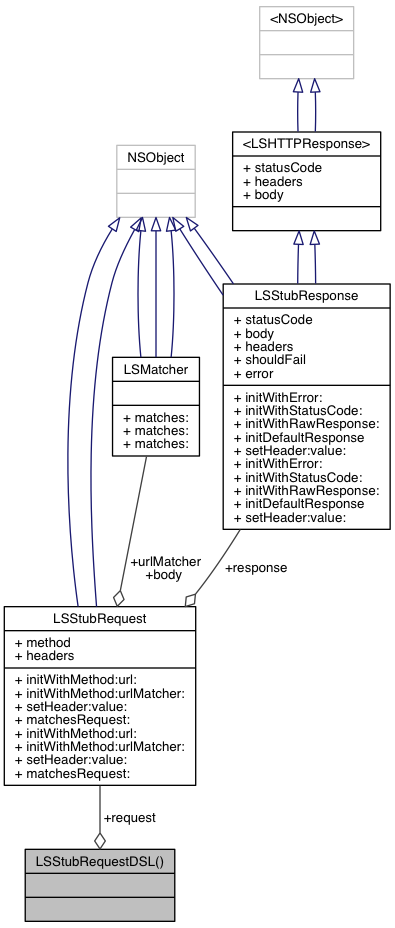 <NSObject>
<LSHTTPResponse>
+ statusCode
+ headers
+ body
NSObject
LSStubResponse
+ statusCode
+ body
+ headers
+ shouldFail
+ error
+ initWithError:
+ initWithStatusCode:
+ initWithRawResponse:
+ initDefaultResponse
+ setHeader:value:
+ initWithError:
+ initWithStatusCode:
+ initWithRawResponse:
+ initDefaultResponse
+ setHeader:value:
LSMatcher
+ matches:
+ matches:
+ matches:
+urlMatcher
+body
+response
LSStubRequest
+ method
+ headers
+ initWithMethod:url:
+ initWithMethod:urlMatcher:
+ setHeader:value:
+ matchesRequest:
+ initWithMethod:url:
+ initWithMethod:urlMatcher:
+ setHeader:value:
+ matchesRequest:
+request
LSStubRequestDSL()